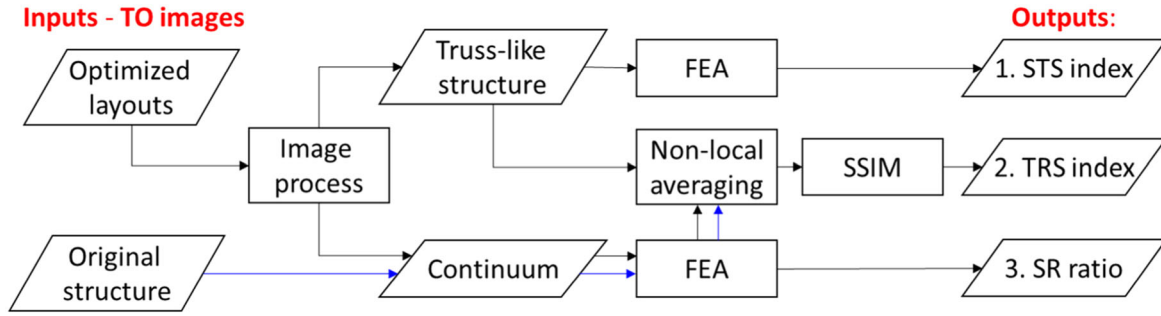 Inputs - TO images
Outputs:
Optimized
layouts
Truss-like
structure
FEA
1. STS index
Image
process
Non-local
averaging
SSIM
2. TRS index
Original
structure
Continuum
FEA
3. SR ratio